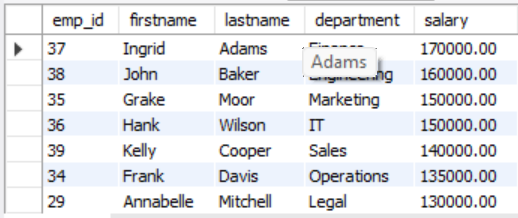 emp_id firstname lastname department salary
37 Ingrid Adams Finance 170000.00
Adams
38 John Baker Engineering 160000.00
35 Grake Moor Marketing 150000.00
36 Hank Wilson IT 150000.00
39 Kelly Cooper Sales 140000.00
34 Frank Davis Operations 135000.00
29 Annabelle Mitchell Legal 130000.00